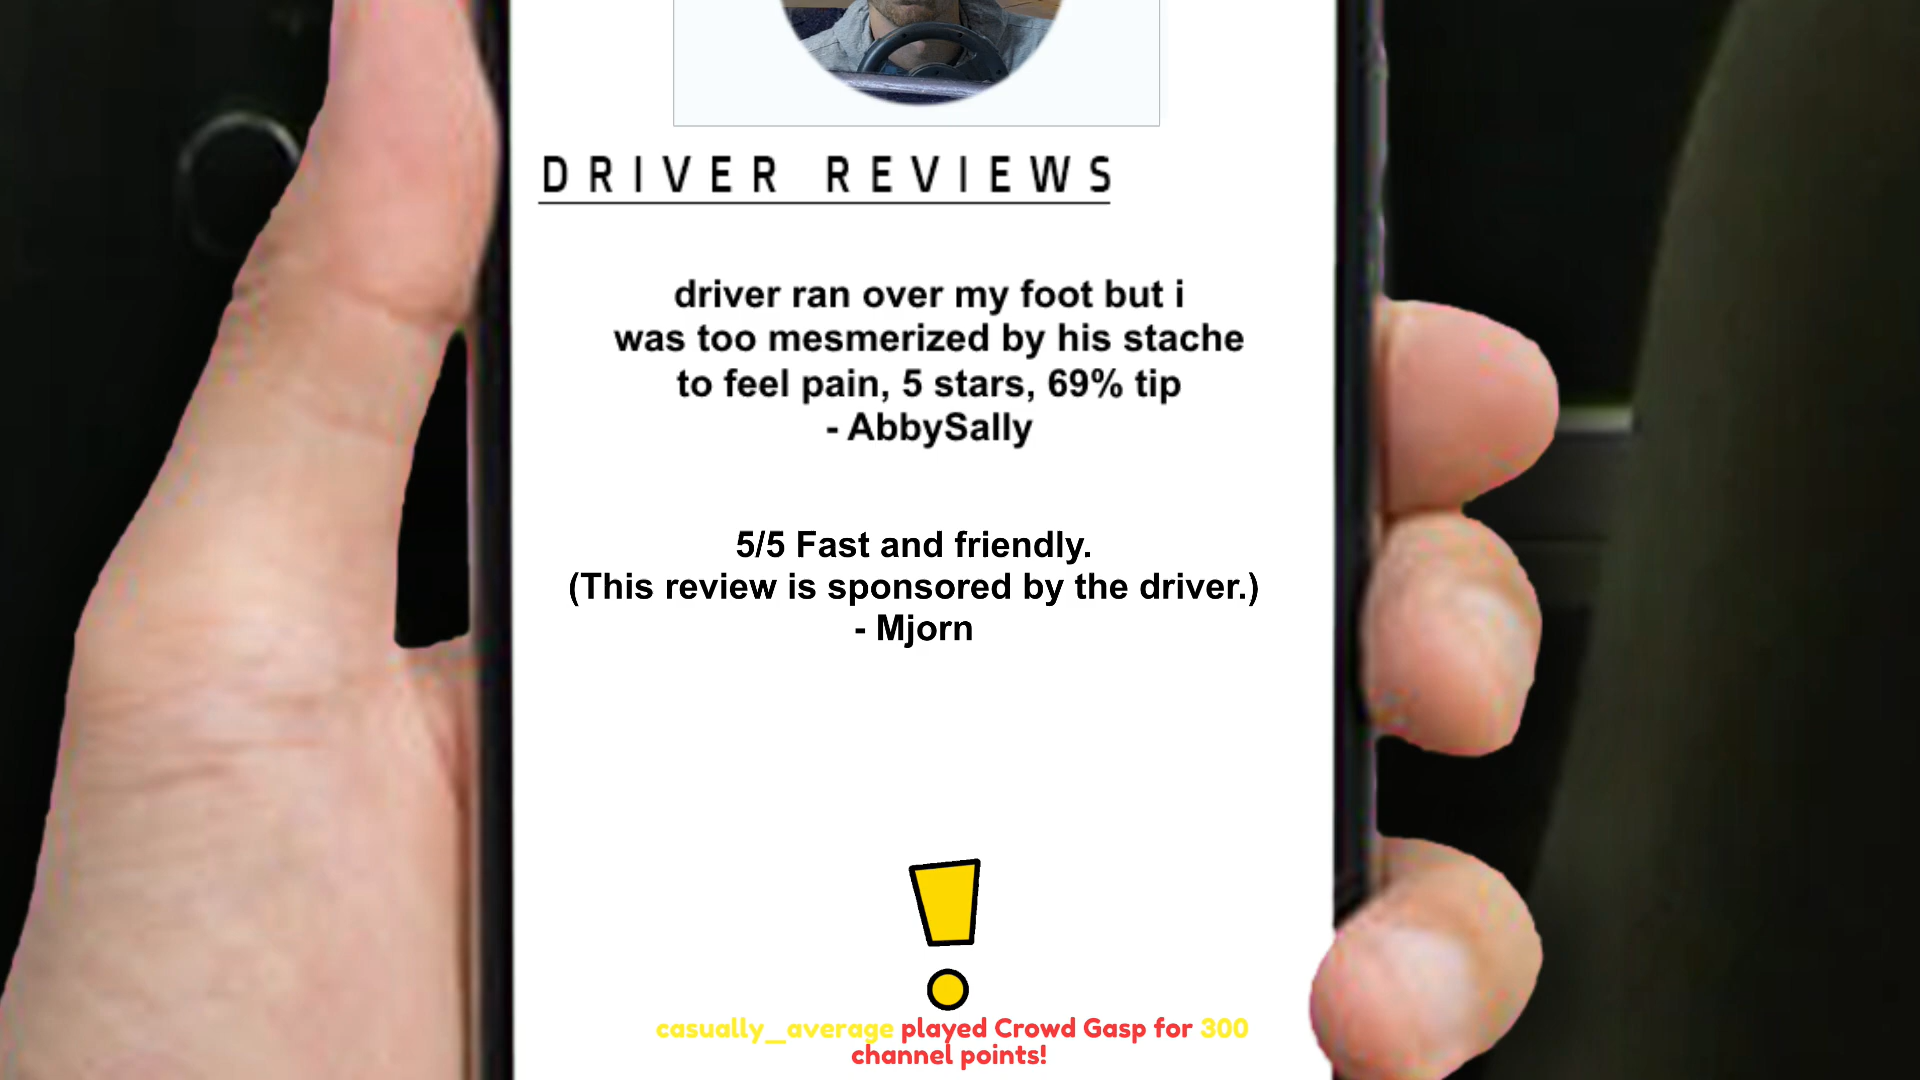 DRIVER REVIEWS
driver ran over my foot but i
was too mesmerized by his stache
to feel pain, 5 stars, 69% tip
- AbbySally
5/5 Fast and friendly.
(This review is sponsored by the driver.)
- Mjorn
casually_average played Crowd Gasp for 300
channel points!